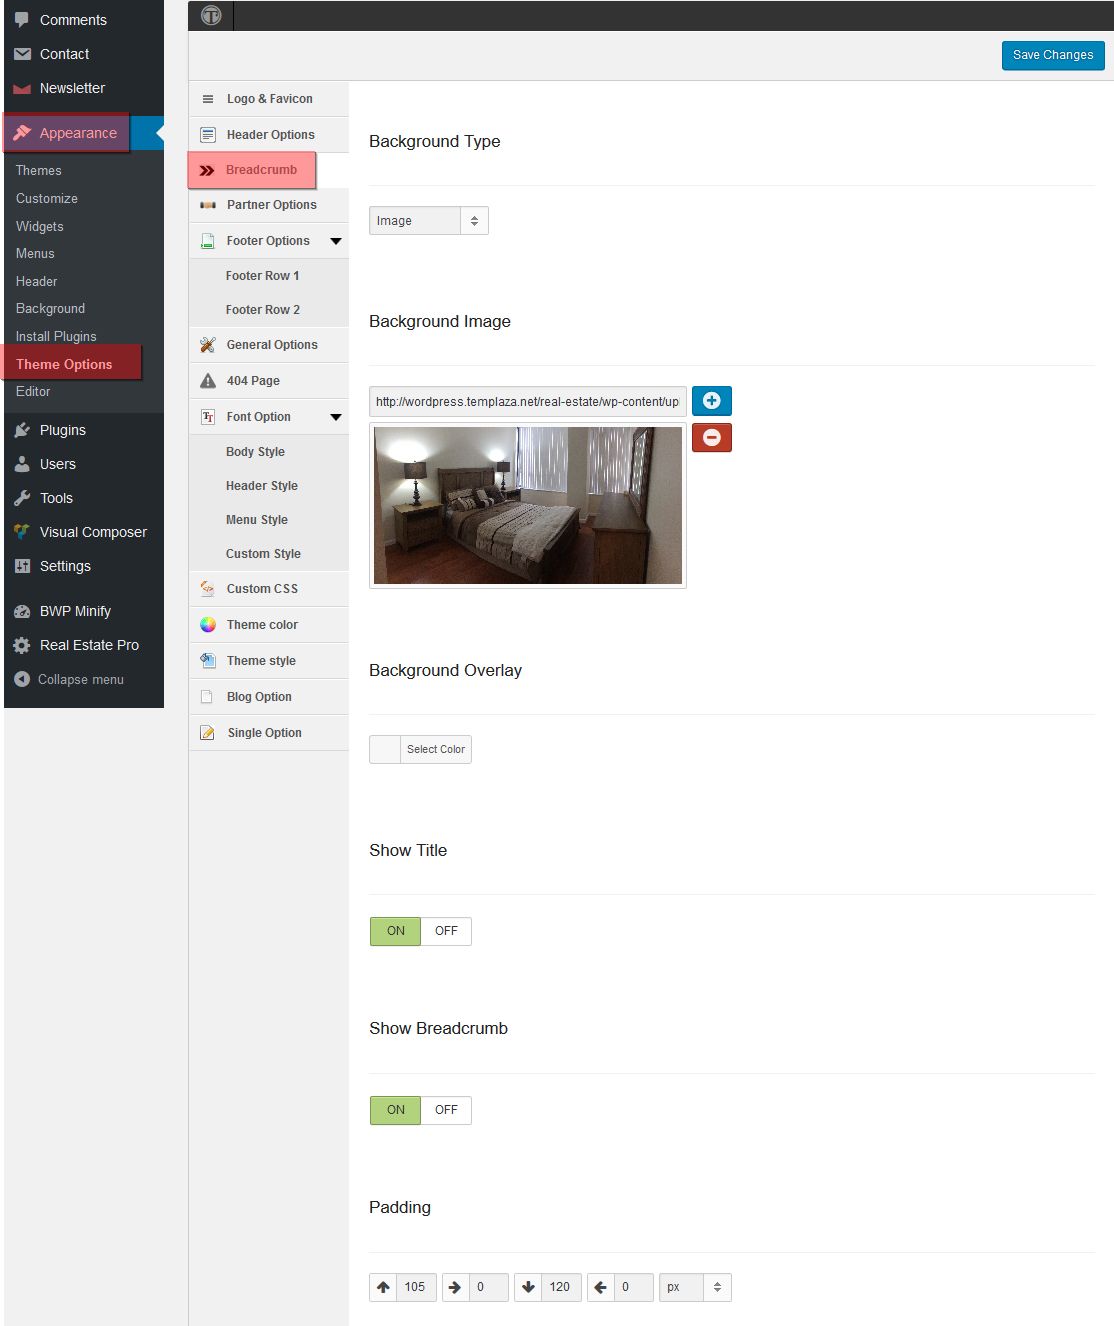 Comments
Contact
Newsletter
Appearance
Themes
Customize
Widgets
Menus
Header
Background
Install Plugins
Theme Options
Editor
Plugins
Users
Tools
Visual Composer
Settings
BWP Minify
Real Estate Pro
Collapse menu
Save Changes
Logo & Favicon
Header Options
Breadcrumb
Partner Options
Footer Options
Footer Row 1
Footer Row 2
General Options
404 Page
Font Option
Body Style
Header Style
Menu Style
Custom Style
Custom CSS
Theme color
Theme style
Blog Option
Single Option
Background Type
Image
Background Image
http://wordpress.templaza.net/real-estate/wp-content/upl
Background Overlay
Select Color
Show Title
ON OFF
Show Breadcrumb
ON OFF
Padding
105 0 120 0 px